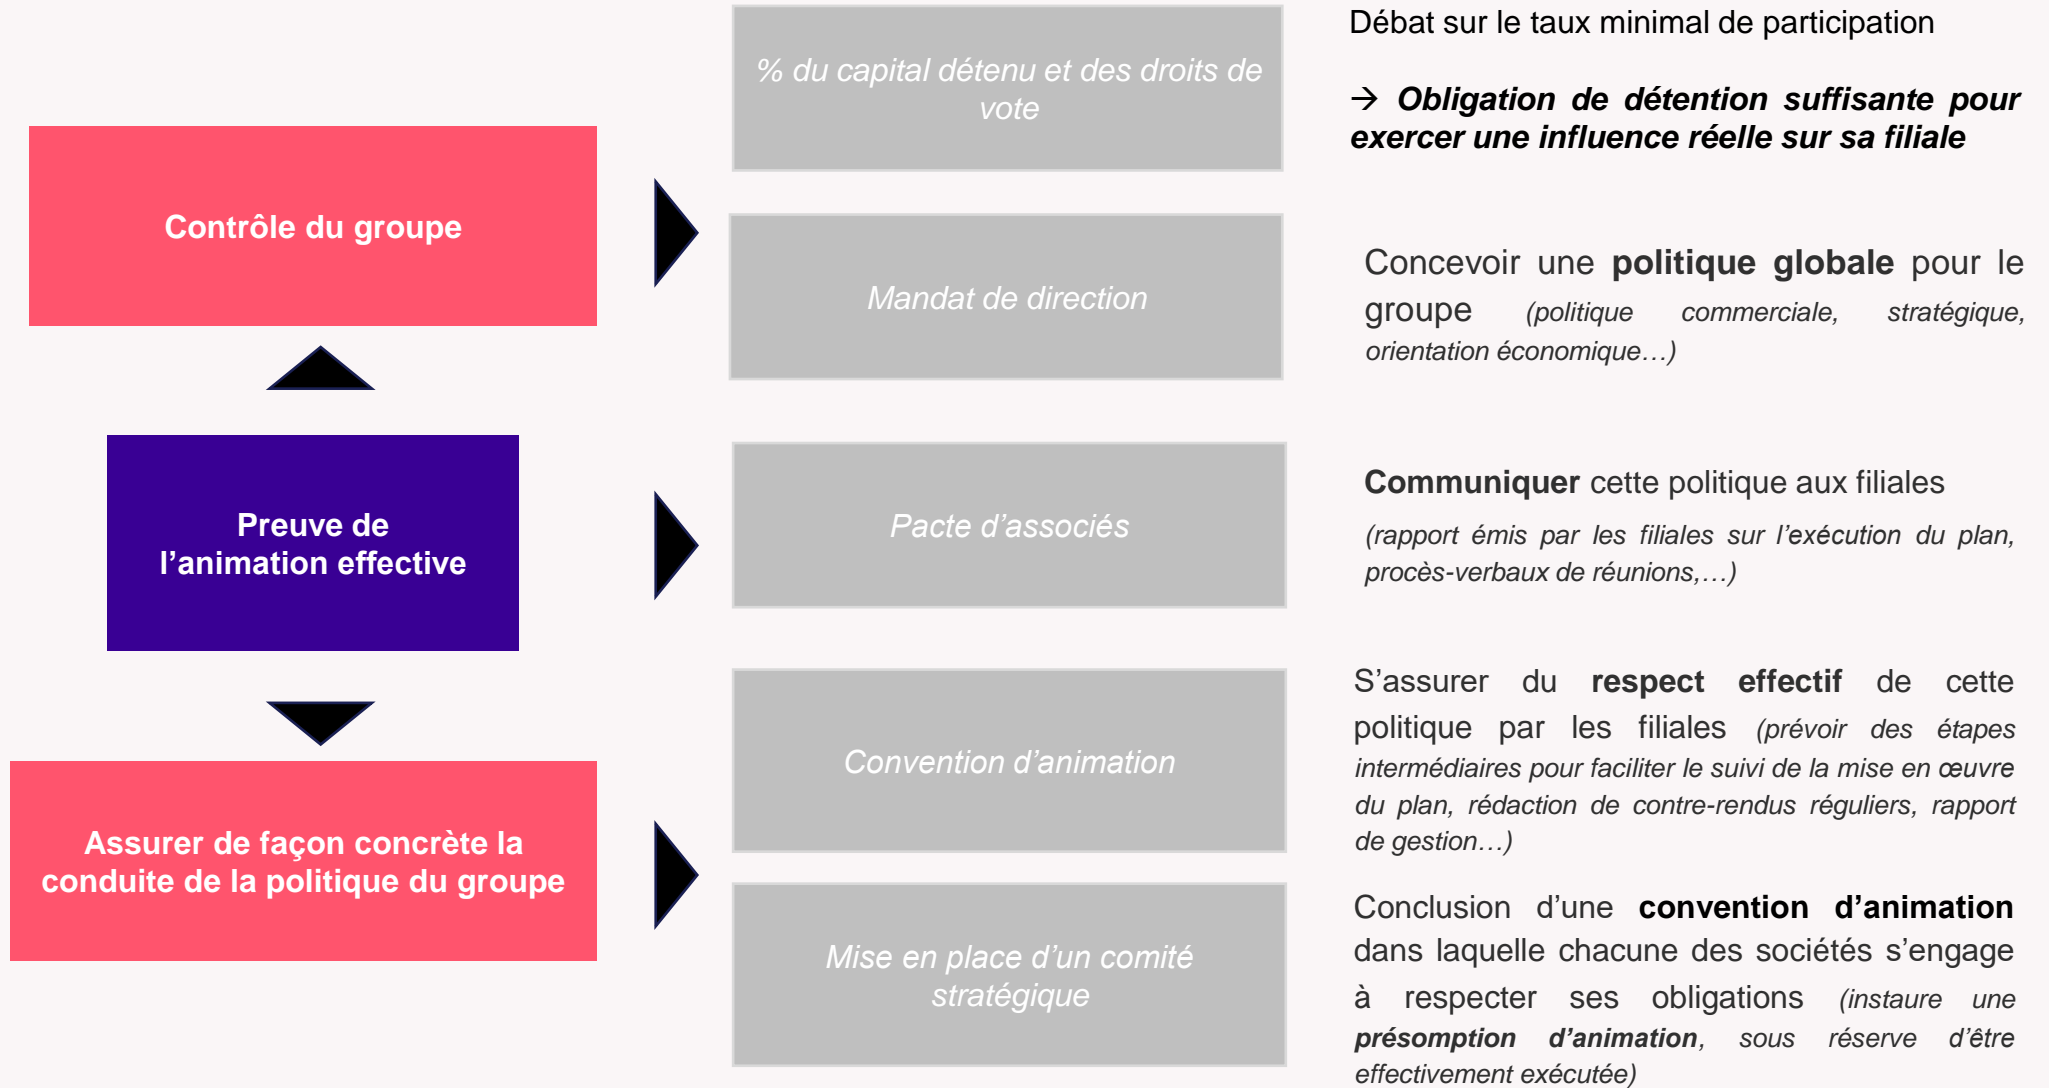 Contrôle du groupe
Preuve de
l’animation effective
Assurer de façon concrète la
conduite de la politique du groupe
% du capital détenu et des droits de
vote
Mandat de direction
Pacte d’associés
Convention d’animation
Mise en place d’un comité
stratégique
Débat sur le taux minimal de participation
→ Obligation de détention suffisante pour
exercer une influence réelle sur sa filiale
Concevoir une politique globale pour le
groupe (politique commerciale, stratégique,
orientation économique…)
Communiquer cette politique aux filiales
(rapport émis par les filiales sur l’exécution du plan,
procès-verbaux de réunions,…)
S’assurer du respect effectif de cette
politique par les filiales (prévoir des étapes
intermédiaires pour faciliter le suivi de la mise en œuvre
du plan, rédaction de contre-rendus réguliers, rapport
de gestion…)
Conclusion d’une convention d’animation
dans laquelle chacune des sociétés s’engage
à respecter ses obligations (instaure une
présomption d’animation, sous réserve d’être
effectivement exécutée)